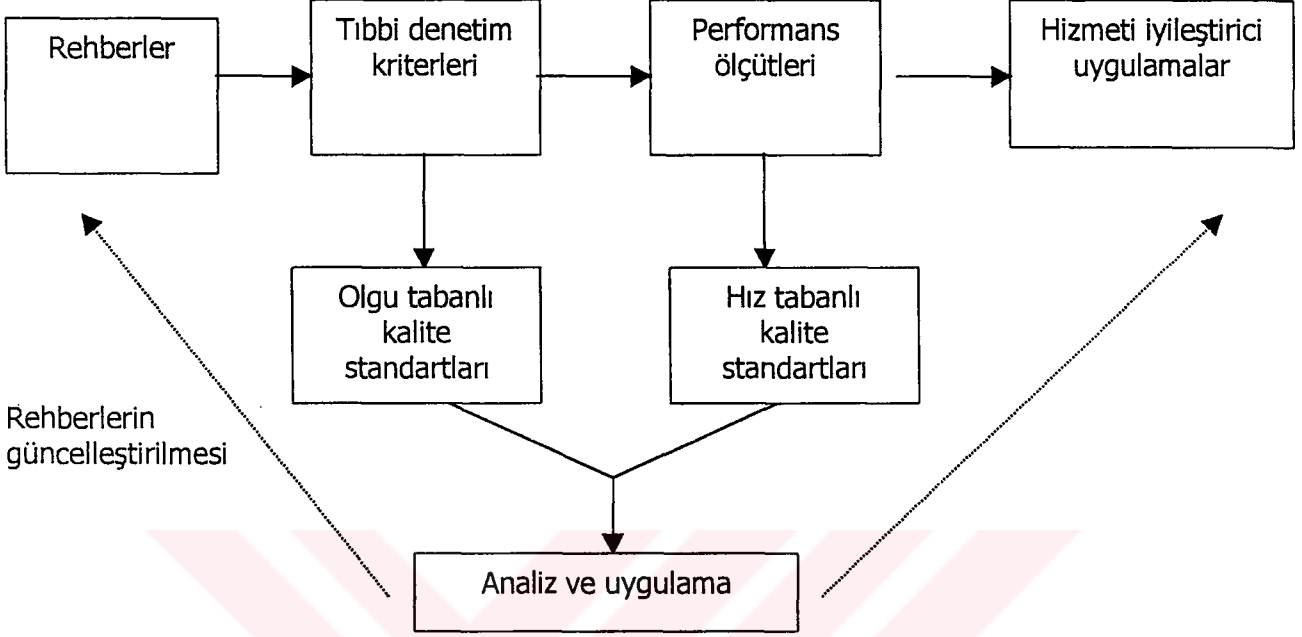 Rehberler
Tıbbi denetim
kriterleri
Performans
ölçütleri
Hizmeti iyileştirici
uygulamalar
Olgu tabanlı
kalite
standartları
Hız tabanlı
kalite
standartları
Rehberlerin
güncelleştirilmesi
Analiz ve uygulama